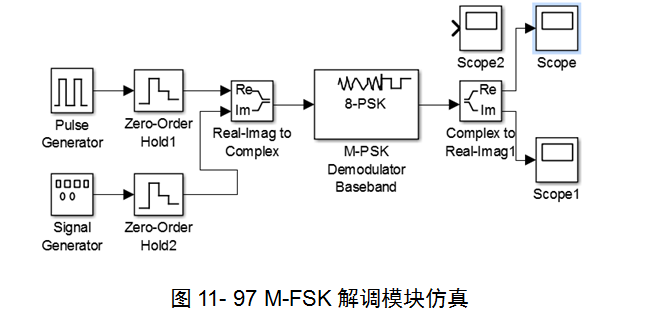 Scope2
Scope
Pulse
Generator
Zero-Order
Hold1
Re
Im
Real-Imag to
Complex
8-PSK
M-PSK
Demodulator
Baseband
Re
Im
Complex to
Real-Imag1
Scope1
Signal
Generator
Zero-Order
Hold2
图 11- 97 M-FSK 解调模块仿真